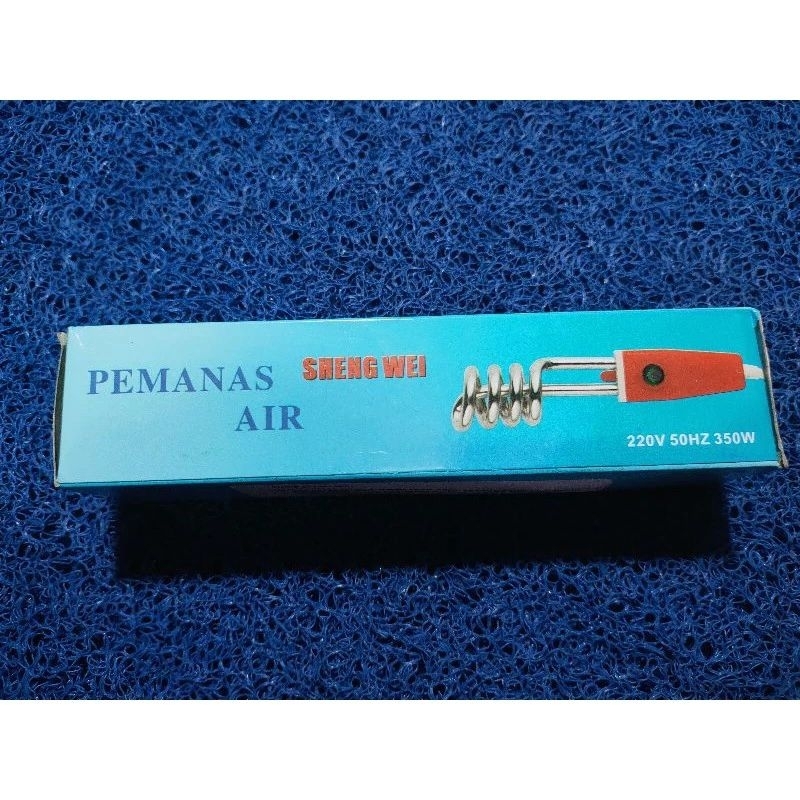 PEMANAS
AIR
SHENG WEI
220V 50HZ 350W